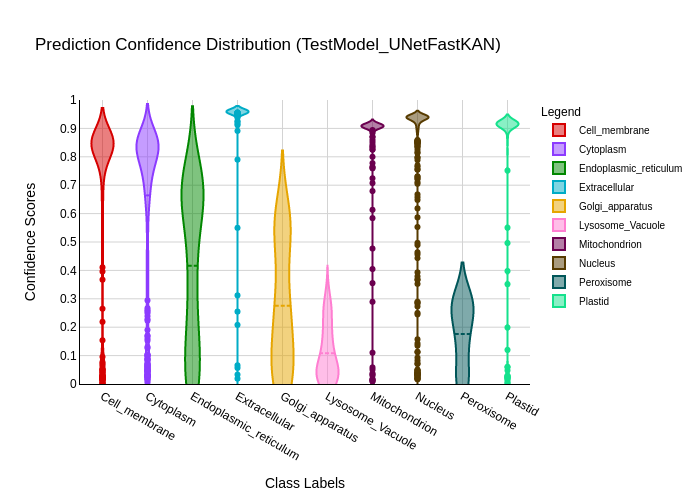 Prediction Confidence Distribution (TestModel_UNetFastKAN)
Confidence Scores
1
0.9
0.8
0.7
0.6
0.5
0.4
0.3
0.2
0.1
0
Cell_membrane
Cytoplasm
Endoplasmic_reticulum
Extracellular
Golgi_apparatus
Lysosome_Vacuole
Mitochondrion
Nucleus
Peroxisome
Plastid
Class Labels
Legend
Cell_membrane
Cytoplasm
Endoplasmic_reticulum
Extracellular
Golgi_apparatus
Lysosome_Vacuole
Mitochondrion
Nucleus
Peroxisome
Plastid